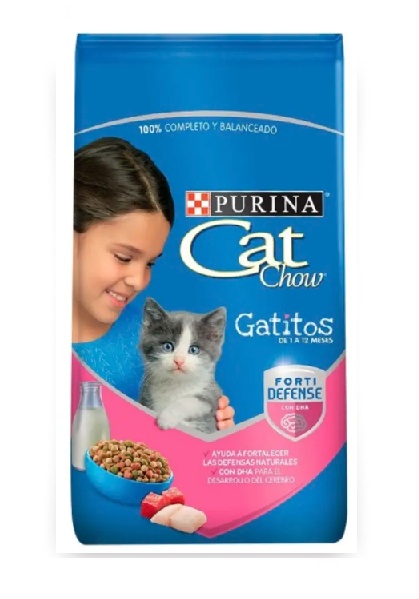 100% COMPLETO Y BALANCEADO
PURINA
Cat
Chow
Gatitos
DE 1 A 12 MESES
FORTI
DEFENSE
CON DHA
AYUDA A FORTALECER
LAS DEFENSAS NATURALES
CON DHA PARA EL
DESARROLLO DEL CEREBRO